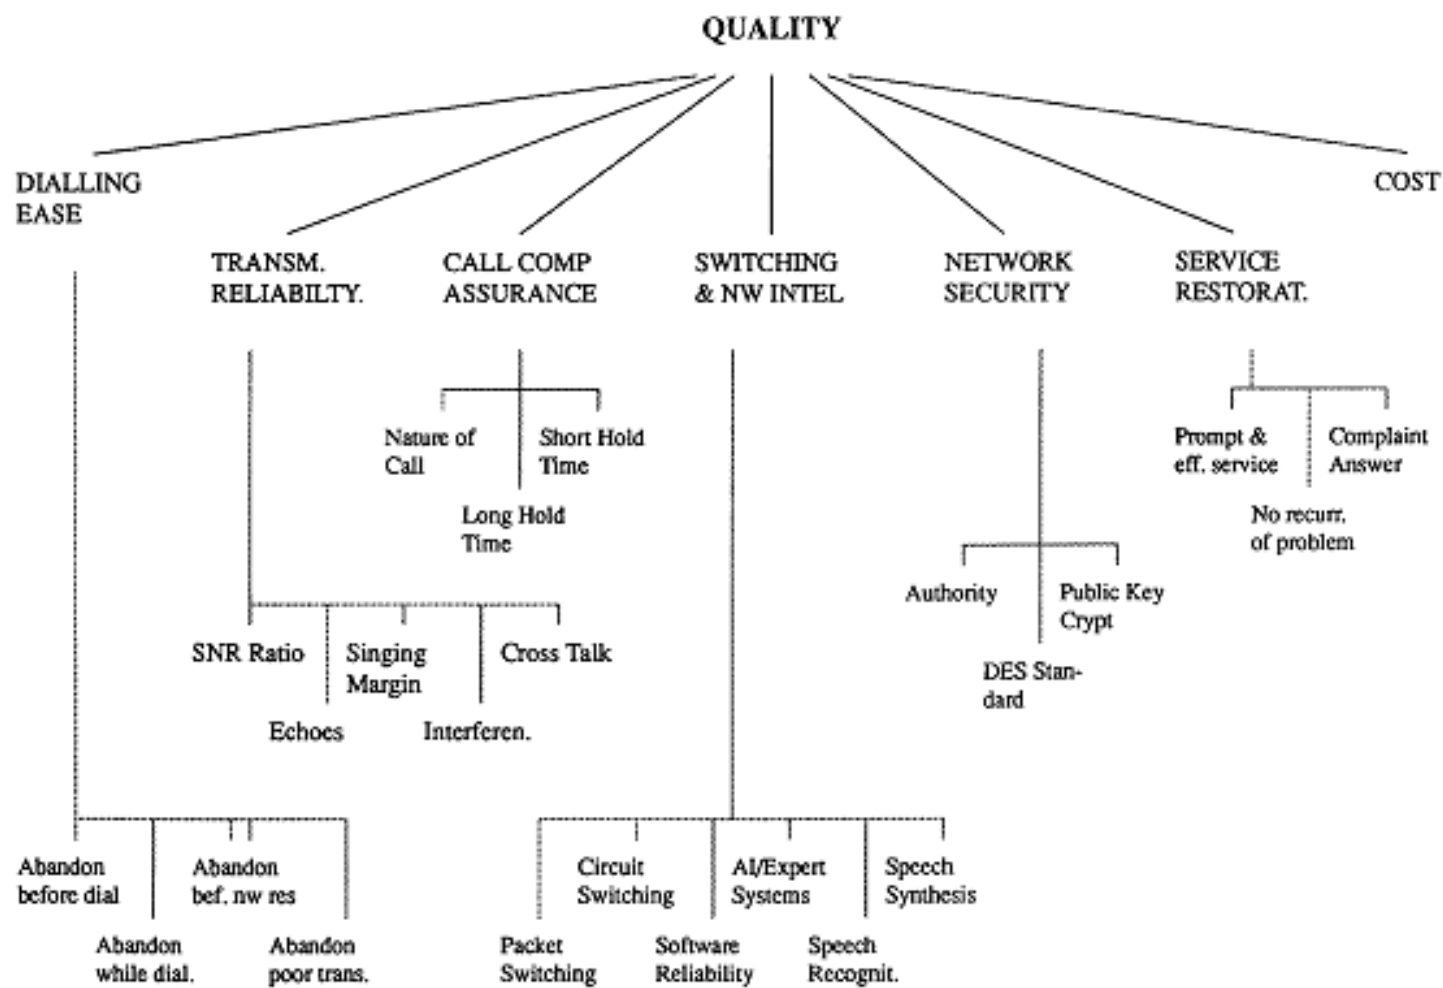 QUALITY
DIALLING
EASE
COST
TRANSM.
RELIABILTY.
CALL COMP
ASSURANCE
SWITCHING
& NW INTEL
NETWORK
SECURITY
SERVICE
RESTORAT.
Nature of
Call
Short Hold
Time
Long Hold
Time
Prompt &
eff. service
Complaint
Answer
No recurr.
of problem
Authority
Public Key
Crypt
DES Stan-
dard
SNR Ratio
Singing
Margin
Cross Talk
Echoes
Interferen.
Abandon
before dial
Abandon
bef. nw res
Abandon
while dial.
Abandon
poor trans.
Circuit
Switching
AI/Expert
Systems
Speech
Synthesis
Packet
Switching
Software
Reliability
Speech
Recognit.